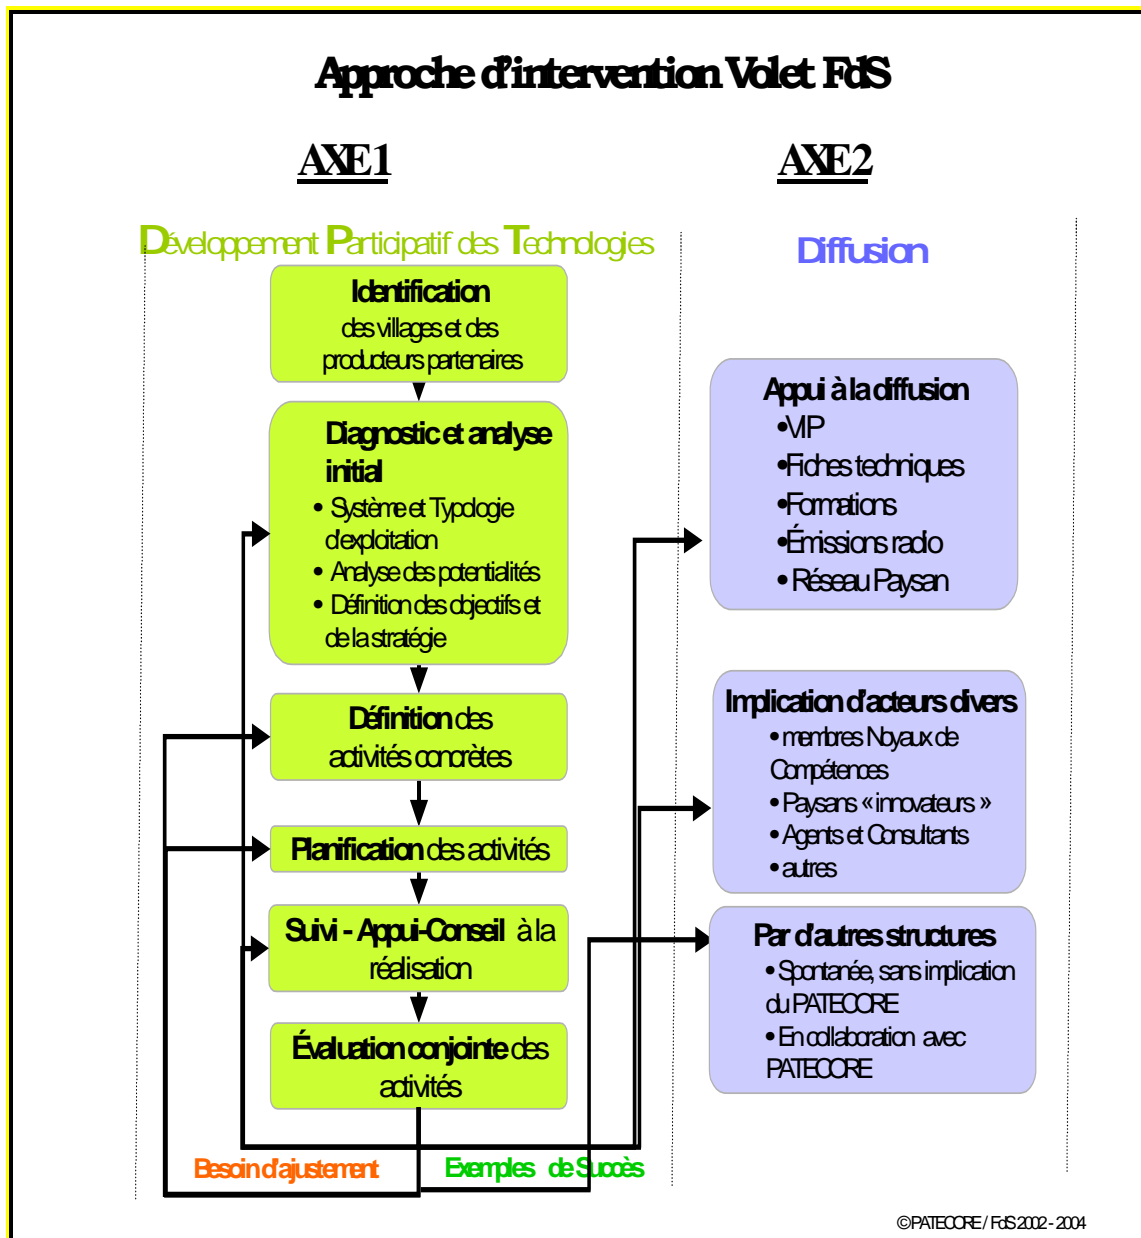 Approche d'intervention Volet FdS
AXE 1
Développement Participatif des Technologies
Identification
des villages et des
producteurs partenaires
Diagnostic et analyse
initial
• Système et Typologie
d'exploitation
• Analyse des potentialités
• Définition des objectifs et
de la stratégie
Définition des
activités concrètes
Planification des activités
Suivi - Appui-Conseil à la
réalisation
Évaluation conjointe des
activités
Besoin d'ajustement
Exemples de Succès
AXE 2
Diffusion
Appui à la diffusion
•VIP
•Fiches techniques
•Formations
•Émissions radio
• Réseau Paysan
Implication d'acteurs divers
• membres Noyaux de
Compétences
• Paysans « innovateurs »
• Agents et Consultants
• autres
Par d'autres structures
• Spontanée, sans implication
du PATECORE
• En collaboration avec
PATECORE
© PATECORE / FdS 2002 - 2004